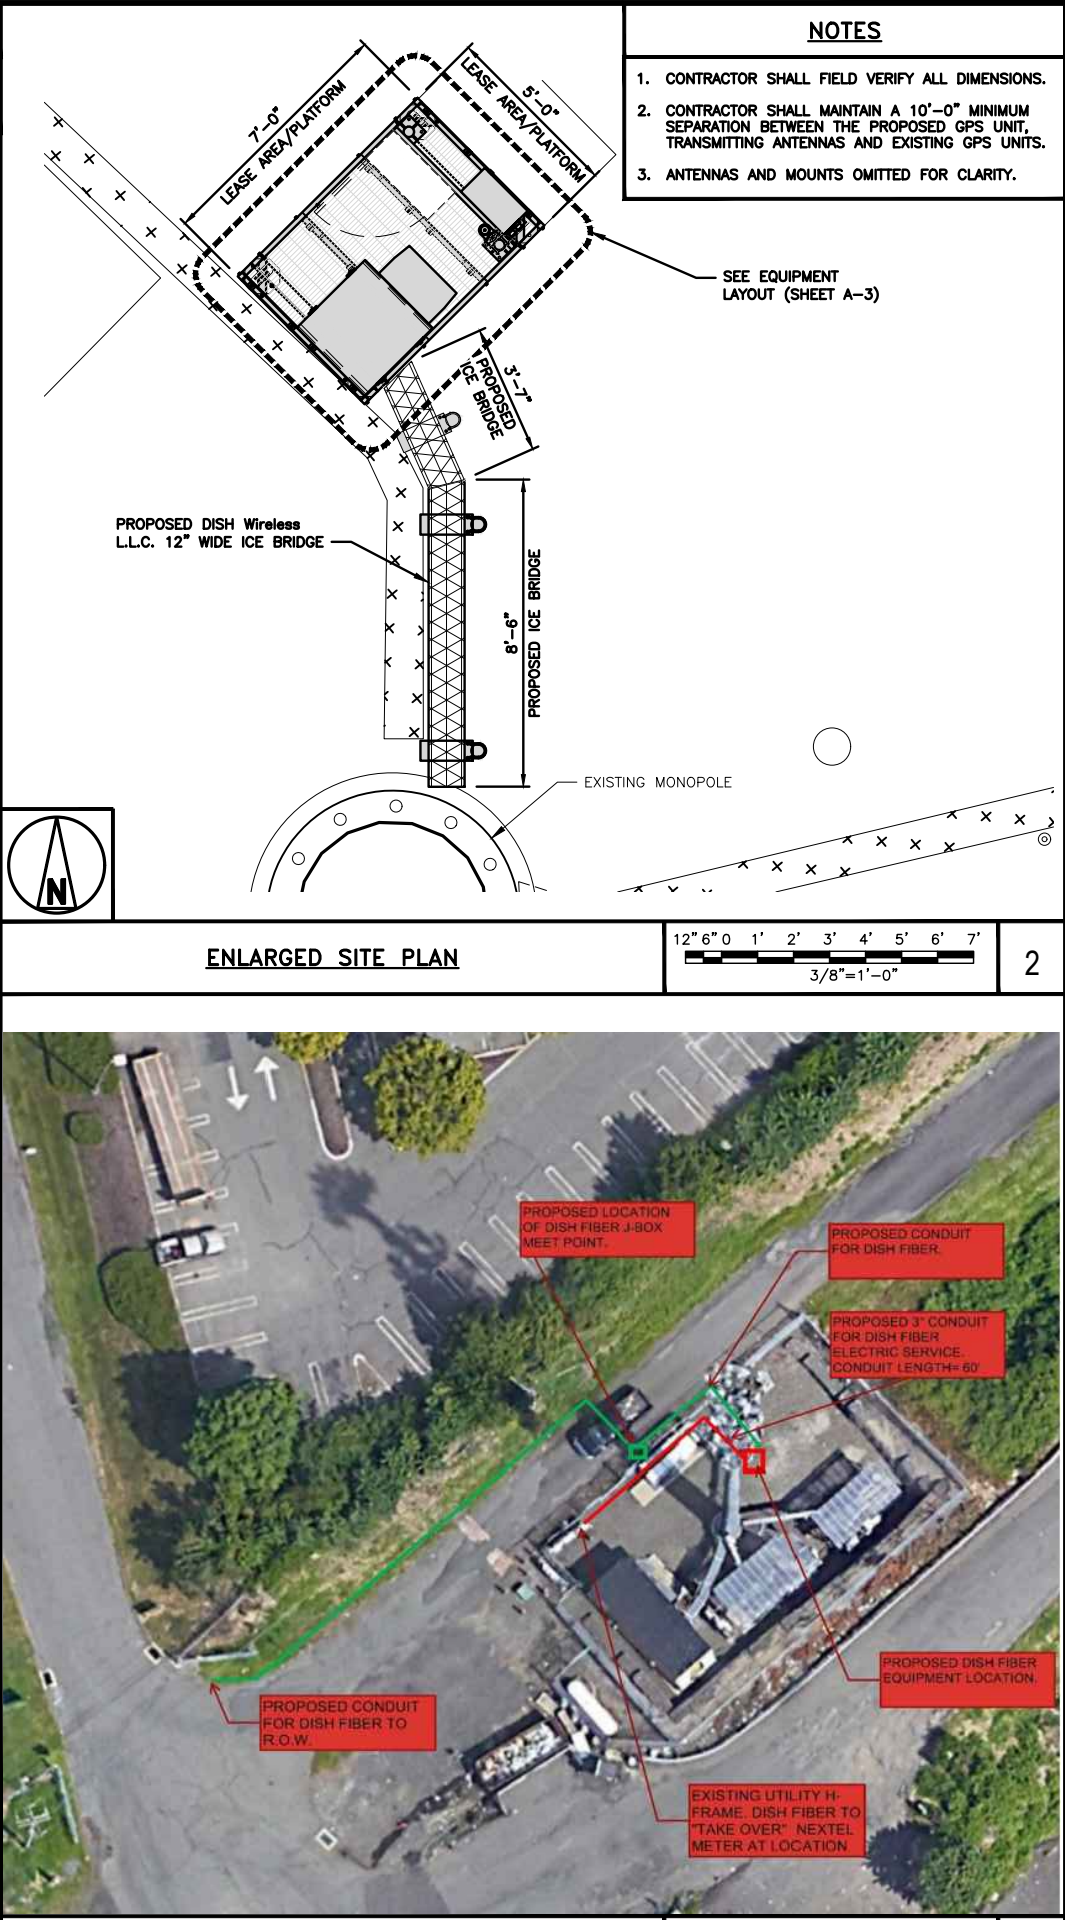 NOTES
1. CONTRACTOR SHALL FIELD VERIFY ALL DIMENSIONS.
2. CONTRACTOR SHALL MAINTAIN A 10'-0" MINIMUM
SEPARATION BETWEEN THE PROPOSED GPS UNIT,
TRANSMITTING ANTENNAS AND EXISTING GPS UNITS.
3. ANTENNAS AND MOUNTS OMITTED FOR CLARITY.
7'-0"
LEASE AREA/PLATFORM
5'-0"
LEASE AREA/PLATFORM
SEE EQUIPMENT
LAYOUT (SHEET A-3)
3'-7"
PROPOSED
ICE BRIDGE
PROPOSED DISH Wireless
L.L.C. 12" WIDE ICE BRIDGE
8'-6"
PROPOSED ICE BRIDGE
EXISTING MONOPOLE
N
ENLARGED SITE PLAN
12" 6" 0 1' 2' 3' 4' 5' 6' 7'
3/8"=1'-0"
2
PROPOSED LOCATION
OF DISH FIBER J-BOX
MEET POINT.
PROPOSED CONDUIT
FOR DISH FIBER.
PROPOSED 3" CONDUIT
FOR DISH FIBER
ELECTRIC SERVICE.
CONDUIT LENGTH= 60'
PROPOSED DISH FIBER
EQUIPMENT LOCATION.
PROPOSED CONDUIT
FOR DISH FIBER TO
R.O.W.
EXISTING UTILITY H-
FRAME. DISH FIBER TO
"TAKE OVER" NEXTEL
METER AT LOCATION.